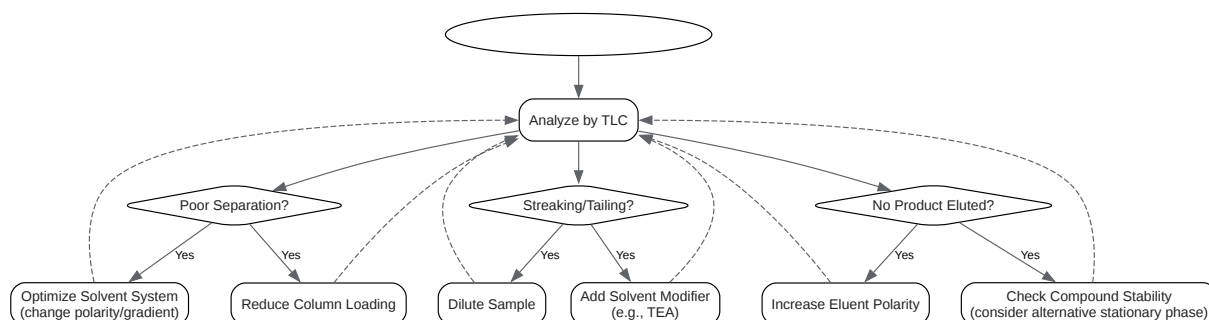 Analyze by TLC
Poor Separation?
Streaking/Tailing?
No Product Eluted?
Yes
Yes
Yes
Yes
Yes
Yes
Optimize Solvent System
(change polarity/gradient)
Reduce Column Loading
Dilute Sample
Add Solvent Modifier
(e.g., TEA)
Increase Eluent Polarity
Check Compound Stability
(consider alternative stationary phase)